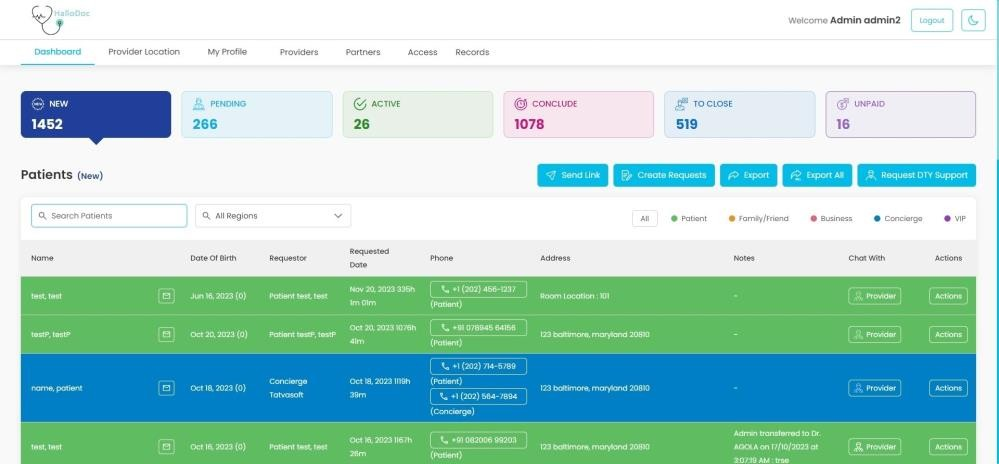 HalloDoc
Welcome Admin admin2
Logout
Dashboard Provider Location My Profile Providers Partners Access Records
NEW
1452
PENDING
266
ACTIVE
26
CONCLUDE
1078
TO CLOSE
519
UNPAID
16
Patients (New)
Send Link Create Requests Export Export All Request DTY Support
Search Patients All Regions
All Patient Family/Friend Business Concierge VIP
Name Date Of Birth Requestor Requested Date Phone Address Notes Chat With Actions
test, test Jun 16, 2023 (0) Patient test, test Nov 20, 2023 335h 1m 01m +1 (202) 456-1237 (Patient) Room Location : 101 - Provider Actions
testP, testP Oct 20, 2023 (0) Patient testP, testP Oct 20, 2023 1076h 41m +91 078945 64156 (Patient) 123 baltimore, maryland 20810 - Provider Actions
name, patient Oct 18, 2023 (0) Concierge Tatvasoft Oct 18, 2023 1119h 39m +1 (202) 714-5789 (Patient) +1 (202) 564-7894 (Concierge) 123 baltimore, maryland 20810 - Provider Actions
test, test Oct 16, 2023 (0) Patient test, test Oct 16, 2023 1167h 26m +91 082006 99203 (Patient) 123 baltimore, maryland 20810 Admin transferred to Dr. AGOLA on 17/10/2023 at 3:07:19 AM : trse Provider Actions